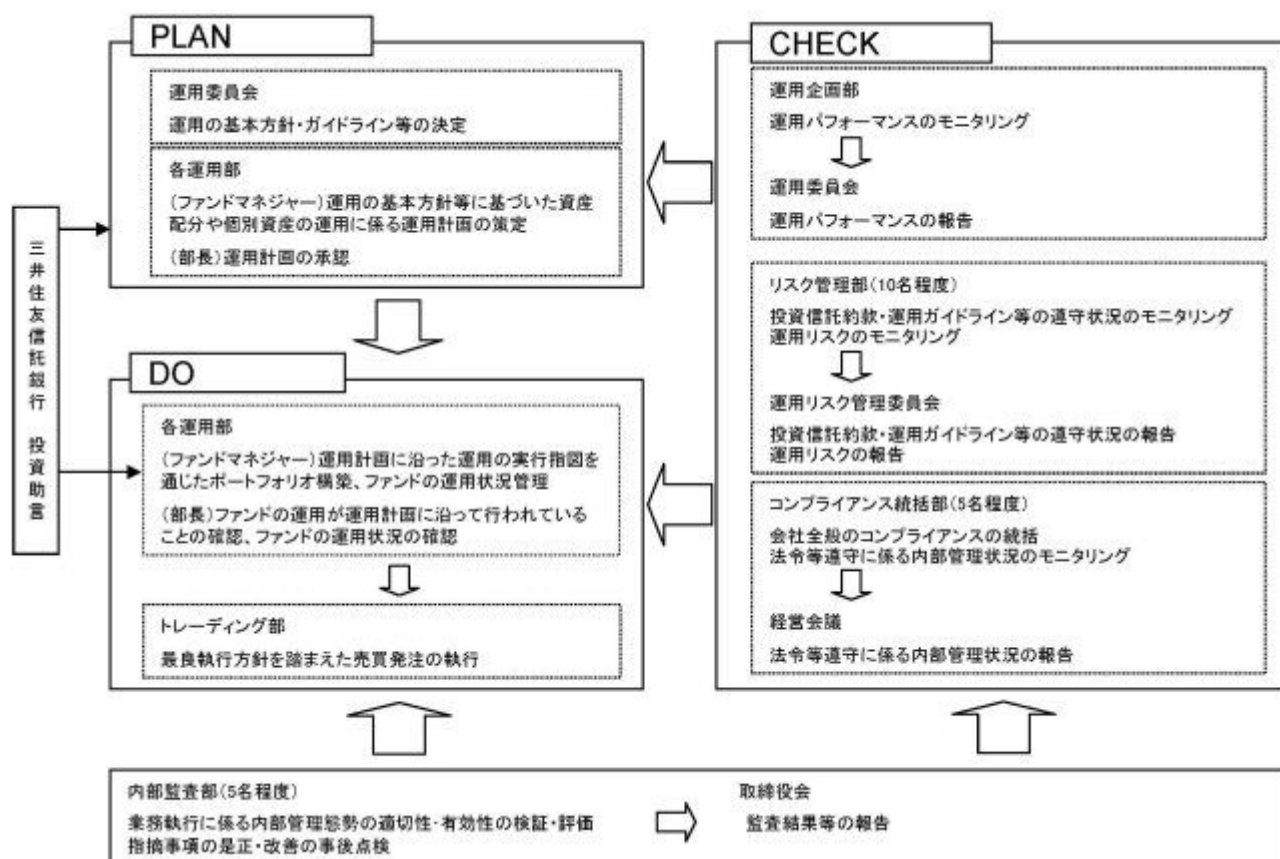 PLAN
運用委員会
運用の基本方針・ガイドライン等の決定
各運用部
(ファンドマネジャー)運用の基本方針等に基づいた資産
配分や個別資産の運用に係る運用計画の策定
(部長)運用計画の承認
三井住友信託銀行 投資助言
DO
各運用部
(ファンドマネジャー)運用計画に沿った運用の実行指図を
通じたポートフォリオ構築、ファンドの運用状況管理
(部長)ファンドの運用が運用計画に沿って行われている
ことの確認、ファンドの運用状況の確認
トレーディング部
最良執行方針を踏まえた売買発注の執行
CHECK
運用企画部
運用パフォーマンスのモニタリング
運用委員会
運用パフォーマンスの報告
リスク管理部(10名程度)
投資信託約款・運用ガイドライン等の遵守状況のモニタリング
運用リスクのモニタリング
運用リスク管理委員会
投資信託約款・運用ガイドライン等の遵守状況の報告
運用リスクの報告
コンプライアンス統括部(5名程度)
会社全般のコンプライアンスの統括
法令等遵守に係る内部管理状況のモニタリング
経営会議
法令等遵守に係る内部管理状況の報告
内部監査部(5名程度)
業務執行に係る内部管理態勢の適切性・有効性の検証・評価
指摘事項の是正・改善の事後点検
取締役会
監査結果等の報告